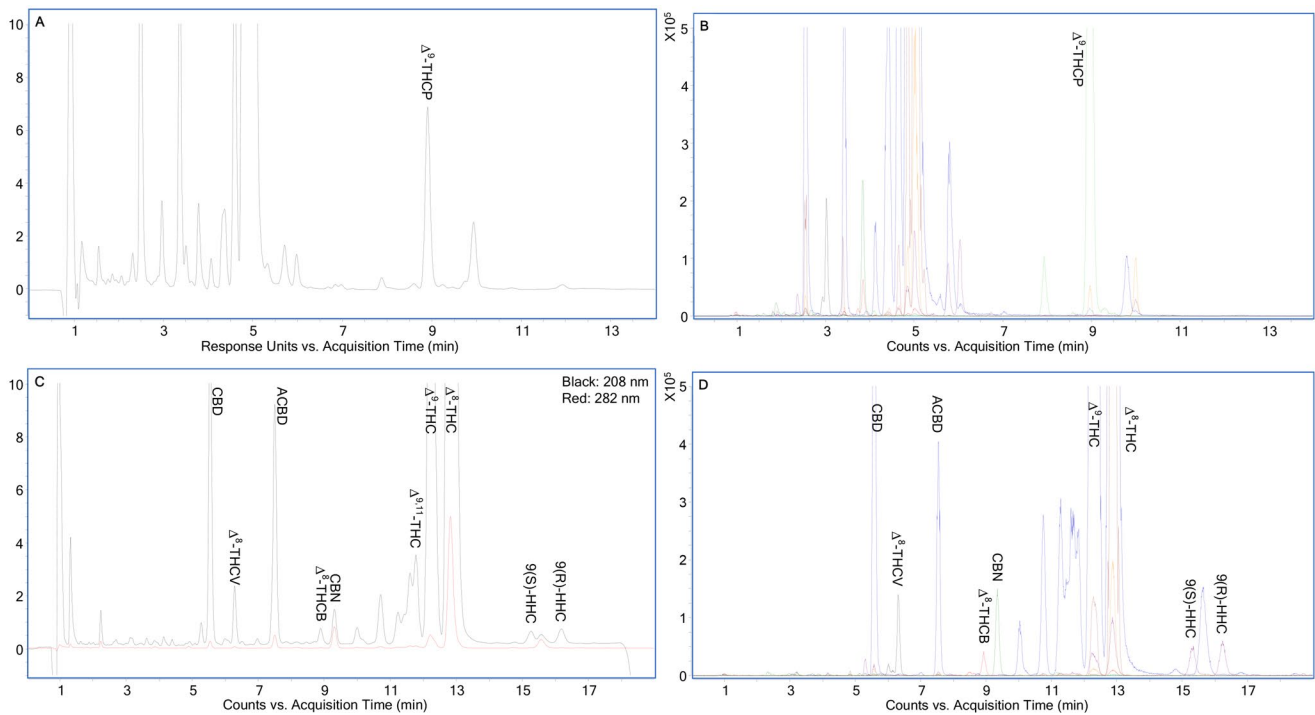 A
10
8
6
4
2
0
Δ⁹-THCP
1 3 5 7 9 11 13
Response Units vs. Acquisition Time (min)
X10⁵
B
5
4
3
2
1
0
Δ⁹-THCP
1 3 5 7 9 11 13
Counts vs. Acquisition Time (min)
C
Black: 208 nm
Red: 282 nm
10
8
6
4
2
0
CBD
Δ⁸-THCV
ACBD
Δ⁸-THCB
CBN
Δ⁹,¹¹-THC
Δ⁹-THC
Δ⁸-THC
9(S)-HHC
9(R)-HHC
1 3 5 7 9 11 13 15 17
Counts vs. Acquisition Time (min)
X10⁵
D
5
4
3
2
1
0
CBD
Δ⁸-THCV
ACBD
Δ⁸-THCB
CBN
Δ⁹-THC
Δ⁸-THC
9(S)-HHC
9(R)-HHC
1 3 5 7 9 11 13 15 17
Counts vs. Acquisition Time (min)